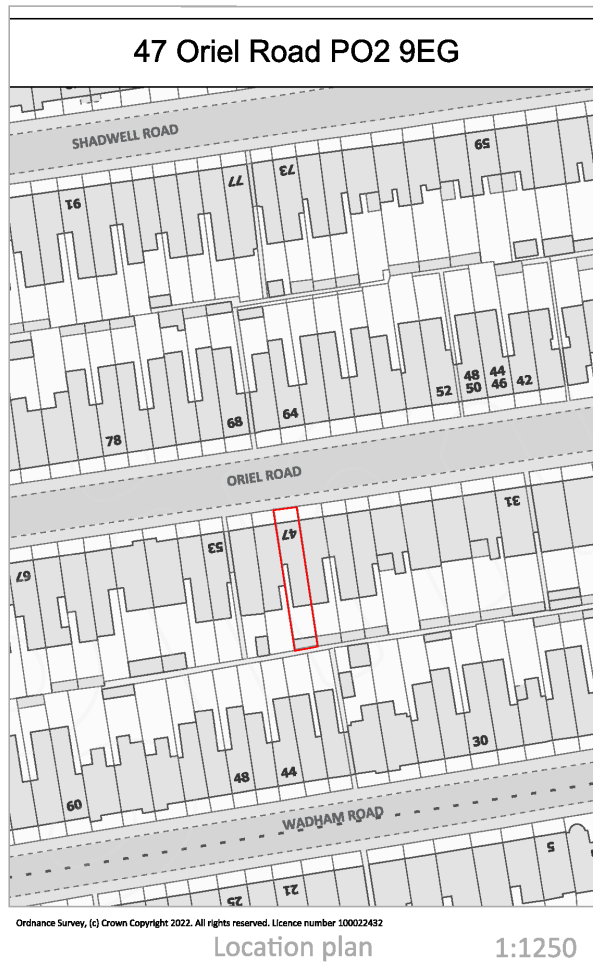 47 Oriel Road PO2 9EG
SHADWELL ROAD
59
73
77
91
48 44
52 50 46 42
68 64
78
ORIEL ROAD
31
47
53
67
30
44
48
60
WADHAM ROAD
5
21
25
Ordnance Survey, (c) Crown Copyright 2022. All rights reserved. Licence number 100022432
Location plan 1:1250